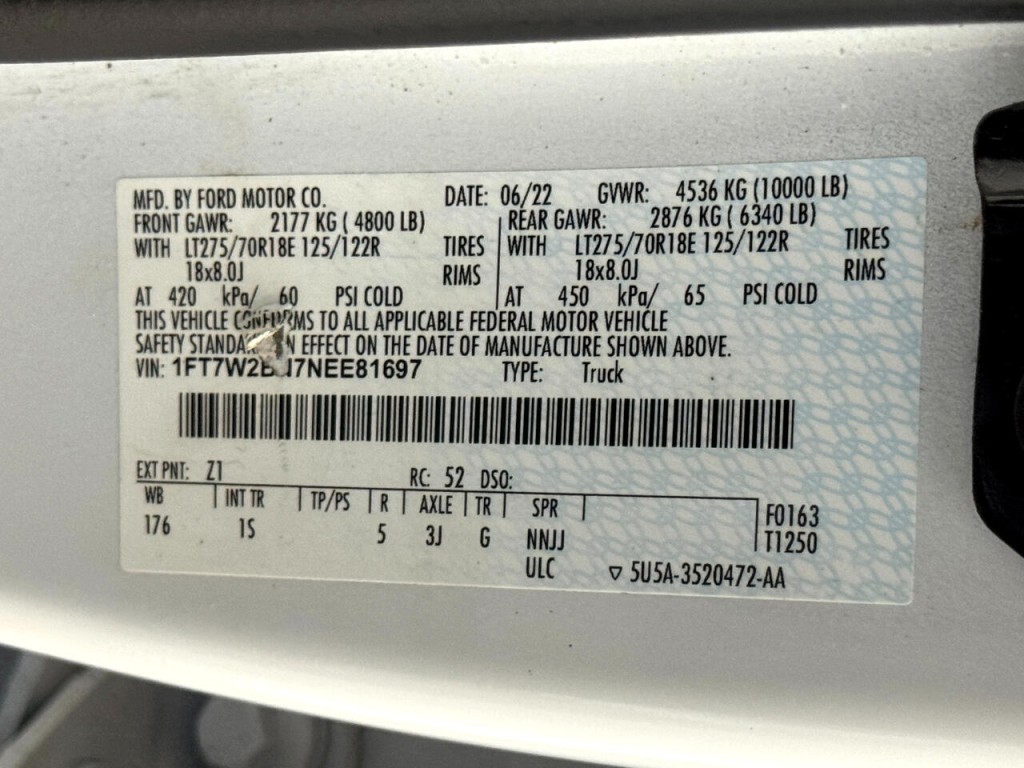 MFD. BY FORD MOTOR CO. DATE: 06/22 GVWR: 4536 KG (10000 LB)
FRONT GAWR: 2177 KG ( 4800 LB) REAR GAWR: 2876 KG ( 6340 LB)
WITH LT275/70R18E 125/122R TIRES WITH LT275/70R18E 125/122R TIRES
18x8.0J RIMS 18x8.0J RIMS
AT 420 kPa/ 60 PSI COLD AT 450 kPa/ 65 PSI COLD
THIS VEHICLE CONFORMS TO ALL APPLICABLE FEDERAL MOTOR VEHICLE
SAFETY EFFECT ON THE DATE OF MANUFACTURE SHOWN ABOVE.
VIN: 1FT7W2BN7NEE81697 TYPE: Truck
EXT PNT: Z1 RC: 52 DSO:
WB INT TR TP/PS R AXLE TR SPR F0163
176 1S 5 3J G NNJJ T1250
ULC ▽ 5U5A-3520472-AA